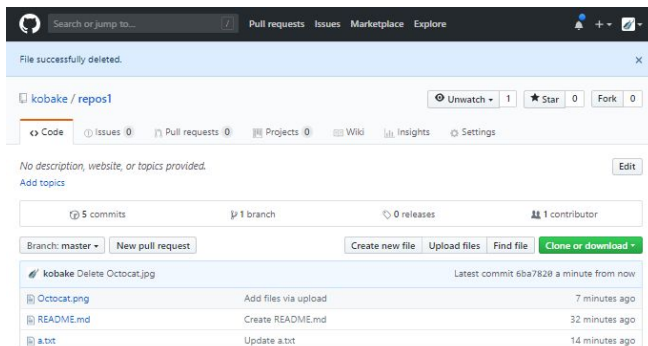 Search or jump to... / Pull requests Issues Marketplace Explore
File successfully deleted.
kobake / repos1 Unwatch 1 Star 0 Fork 0
Code Issues 0 Pull requests 0 Projects 0 Wiki Insights Settings
No description, website, or topics provided. Edit
Add topics
5 commits 1 branch 0 releases 1 contributor
Branch: master New pull request Create new file Upload files Find file Clone or download
kobake Delete Octocat.jpg Latest commit 6ba7820 a minute from now
Octocat.png Add files via upload 7 minutes ago
README.md Create README.md 32 minutes ago
a.txt Update a.txt 14 minutes ago